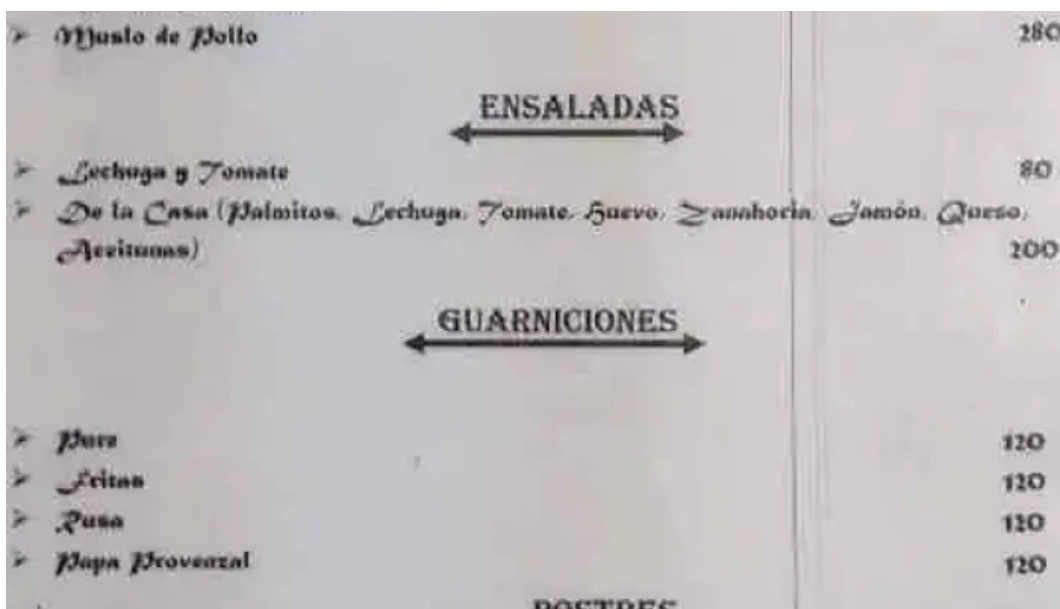 Muslo de Pollo 280
ENSALADAS
Lechuga y Tomate 80
De la Casa (Palmitos, Lechuga, Tomate, Huevo, Zanahoria, Jamón, Queso,
Aceitunas) 200
GUARNICIONES
Pure 120
Fritas 120
Rusa 120
Papa Provenzal 120
POSTRES